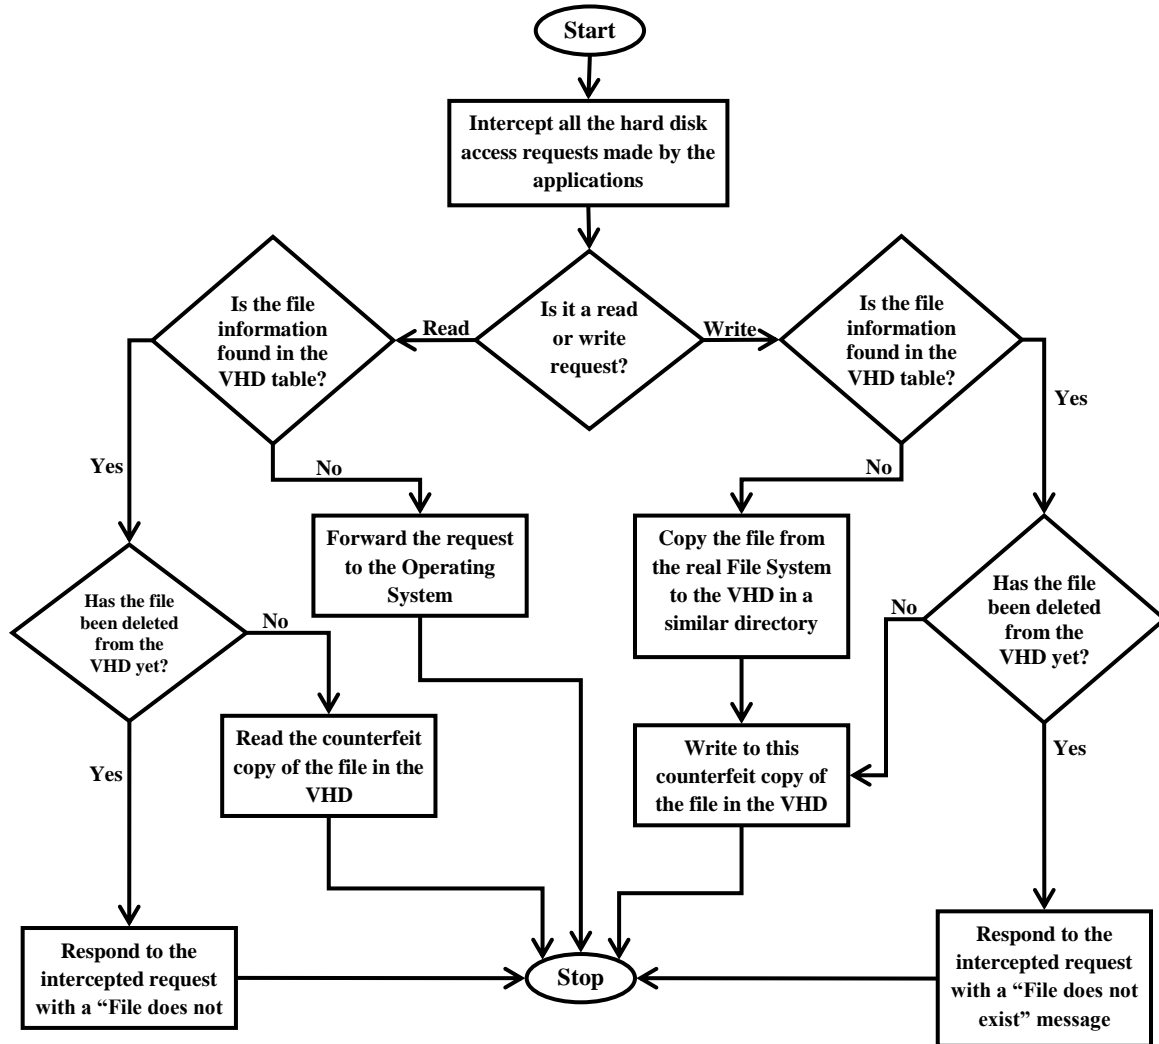 Start
Intercept all the hard disk
access requests made by the
applications
Is it a read
or write
request?
Read
Write
Is the file
information
found in the
VHD table?
Is the file
information
found in the
VHD table?
Yes
No
No
Yes
Forward the request
to the Operating
System
Copy the file from
the real File System
to the VHD in a
similar directory
Has the file
been deleted
from the
VHD yet?
No
No
Has the file
been deleted
from the
VHD yet?
Yes
Read the counterfeit
copy of the file in the
VHD
Write to this
counterfeit copy of
the file in the VHD
Yes
Respond to the
intercepted request
with a “File does not
Stop
Respond to the
intercepted request
with a “File does not
exist” message